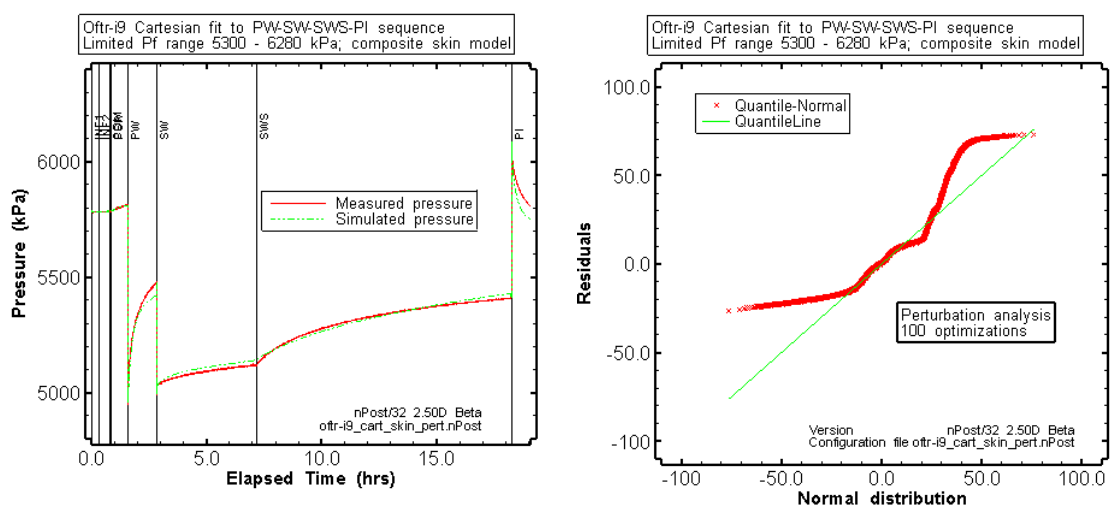 Oftr-i9 Cartesian fit to PW-SW-SWS-PI sequence
Limited Pf range 5300 - 6280 kPa; composite skin model
6000
5500
5000
Pressure (kPa)
INF2
PW
SW
SWS
PI
Measured pressure
Simulated pressure
nPost/32 2.50D Beta
oftr-i9_cart_skin_pert.nPost
0.0
5.0
10.0
15.0
Elapsed Time (hrs)
Oftr-i9 Cartesian fit to PW-SW-SWS-PI sequence
Limited Pf range 5300 - 6280 kPa; composite skin model
100.0
50.0
0.0
-50.0
-100
Residuals
Quantile-Normal
QuantileLine
Perturbation analysis
100 optimizations
Version nPost/32 2.50D Beta
Configuration file oftr-i9_cart_skin_pert.nPost
-100
-50.0
0.0
50.0
100.0
Normal distribution